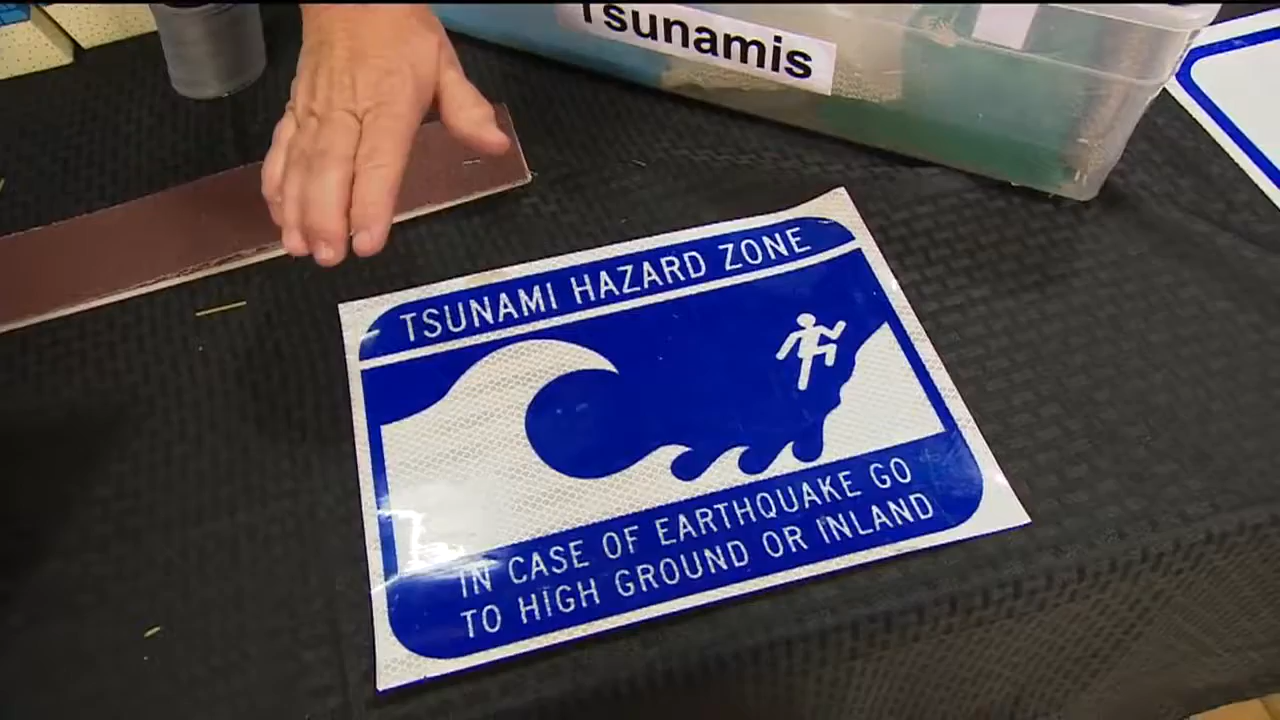 Tsunamis
TSUNAMI HAZARD ZONE
IN CASE OF EARTHQUAKE GO
TO HIGH GROUND OR INLAND